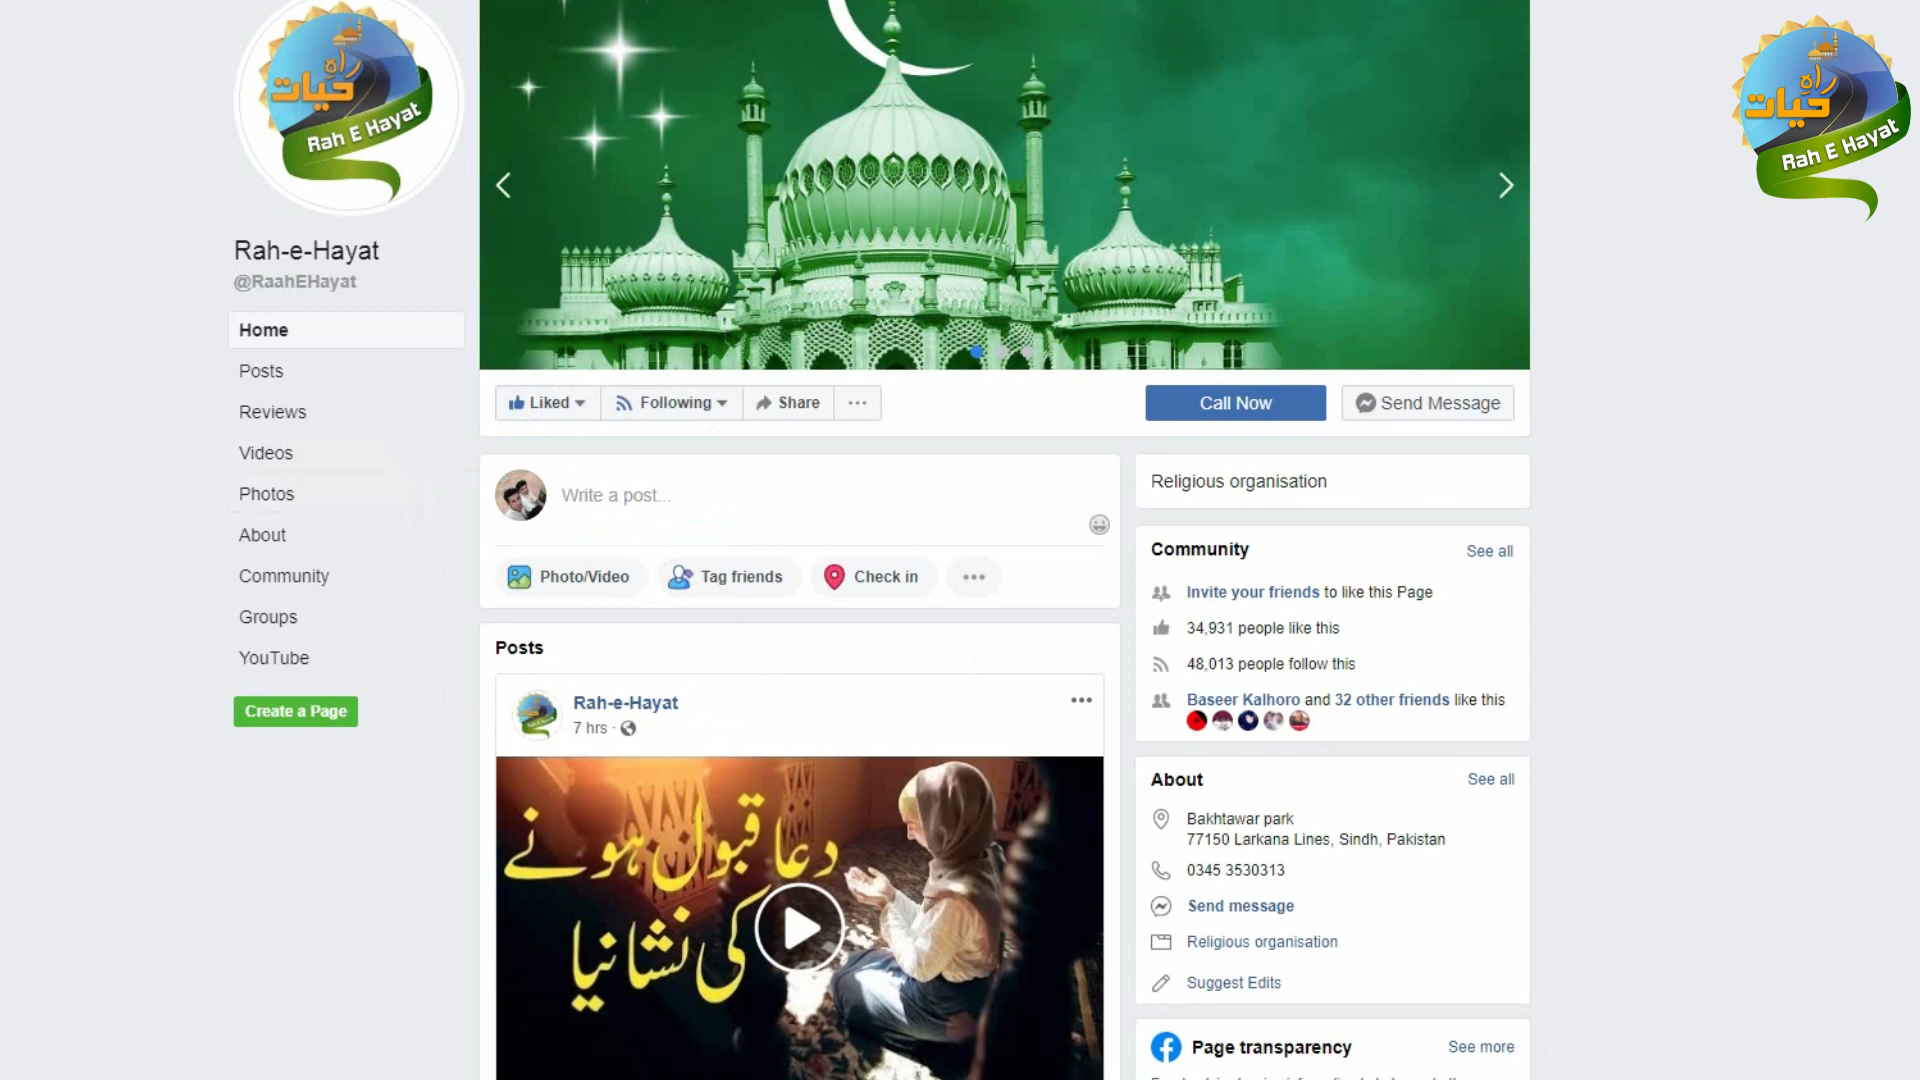 راہِ
حیات
Rah E Hayat
راہِ
حیات
Rah E Hayat
Rah-e-Hayat
@RaahEHayat
Home
Posts
Reviews
Videos
Photos
About
Community
Groups
YouTube
Create a Page
Liked
Following
Share
Call Now
Send Message
Write a post...
Photo/Video
Tag friends
Check in
Posts
Rah-e-Hayat
7 hrs ·
دعا قبول ہونے
کی نشانیا
Religious organisation
Community
See all
Invite your friends to like this Page
34,931 people like this
48,013 people follow this
Baseer Kalhoro and 32 other friends like this
About
See all
Bakhtawar park
77150 Larkana Lines, Sindh, Pakistan
0345 3530313
Send message
Religious organisation
Suggest Edits
Page transparency
See more